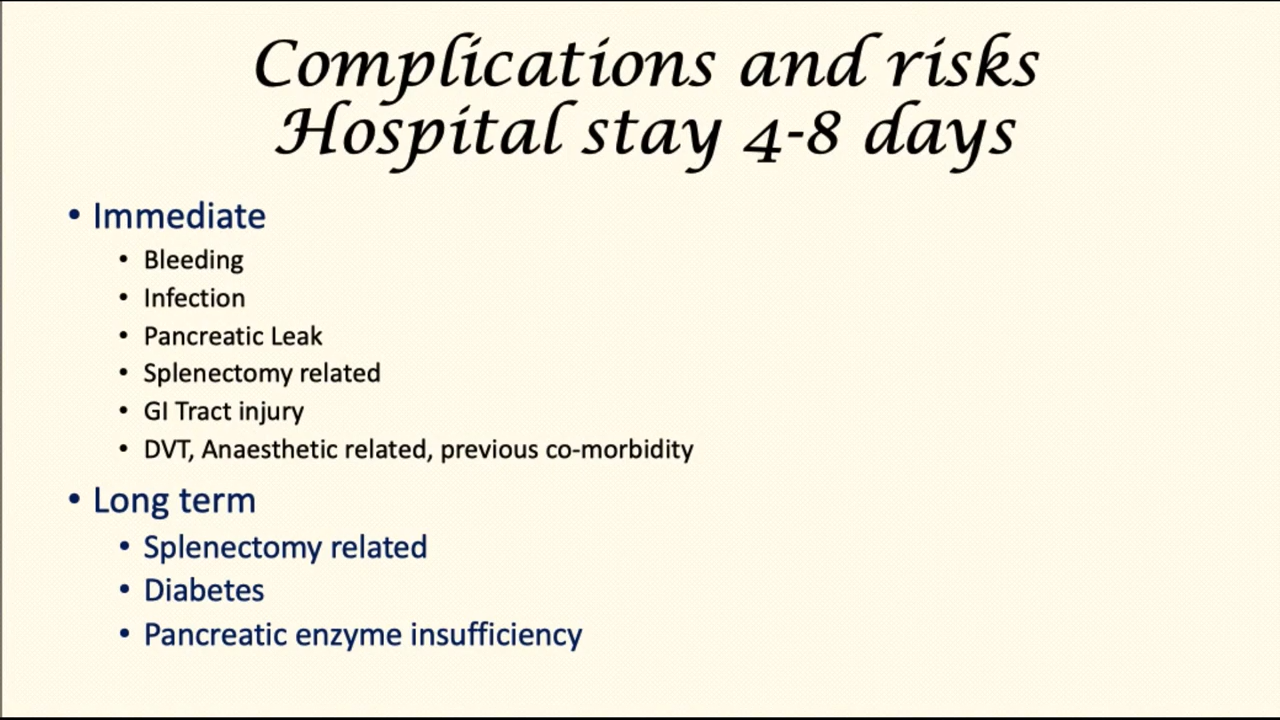 Complications and risks
Hospital stay 4-8 days
• Immediate
• Bleeding
• Infection
• Pancreatic Leak
• Splenectomy related
• GI Tract injury
• DVT, Anaesthetic related, previous co-morbidity
• Long term
• Splenectomy related
• Diabetes
• Pancreatic enzyme insufficiency